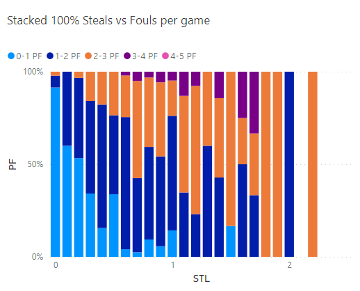 Stacked 100% Steals vs Fouls per game
0-1 PF 1-2 PF 2-3 PF 3-4 PF 4-5 PF
100%
50%
0%
PF
0 1 2
STL